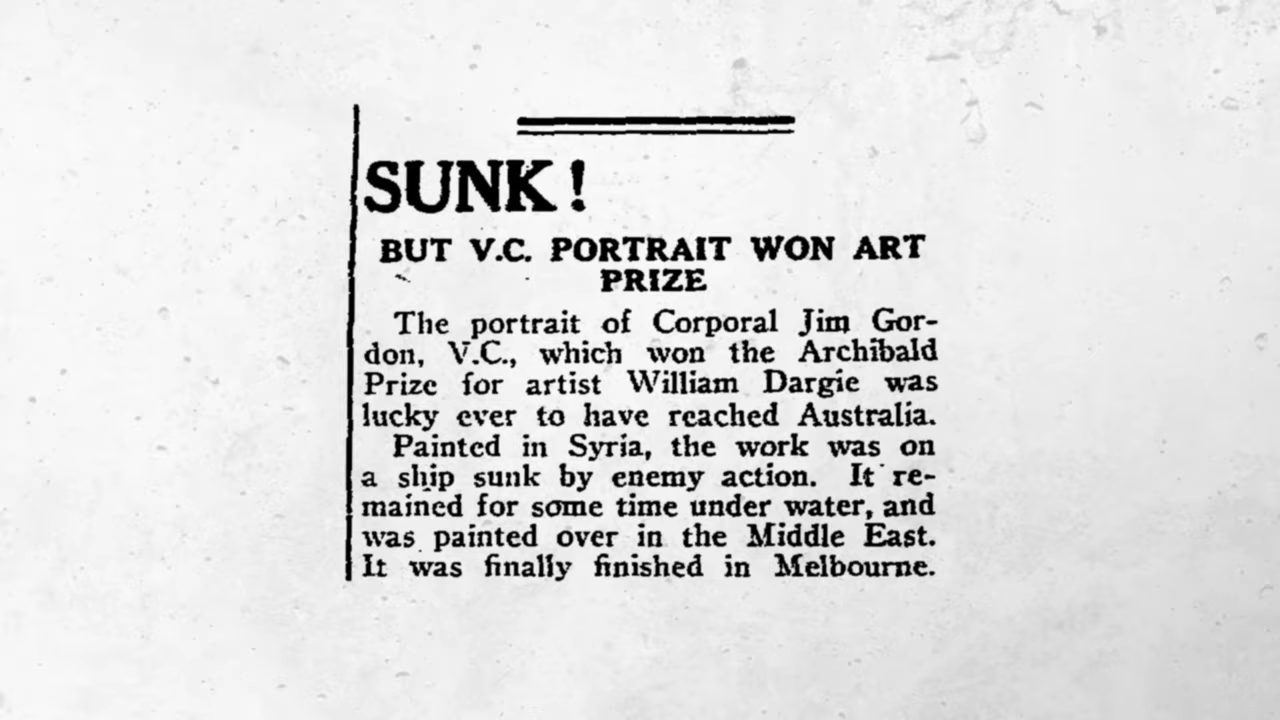 SUNK!
BUT V.C. PORTRAIT WON ART
PRIZE
The portrait of Corporal Jim Gor-
don, V.C., which won the Archibald
Prize for artist William Dargie was
lucky ever to have reached Australia.
Painted in Syria, the work was on
a ship sunk by enemy action. It re-
mained for some time under water, and
was painted over in the Middle East.
It was finally finished in Melbourne.